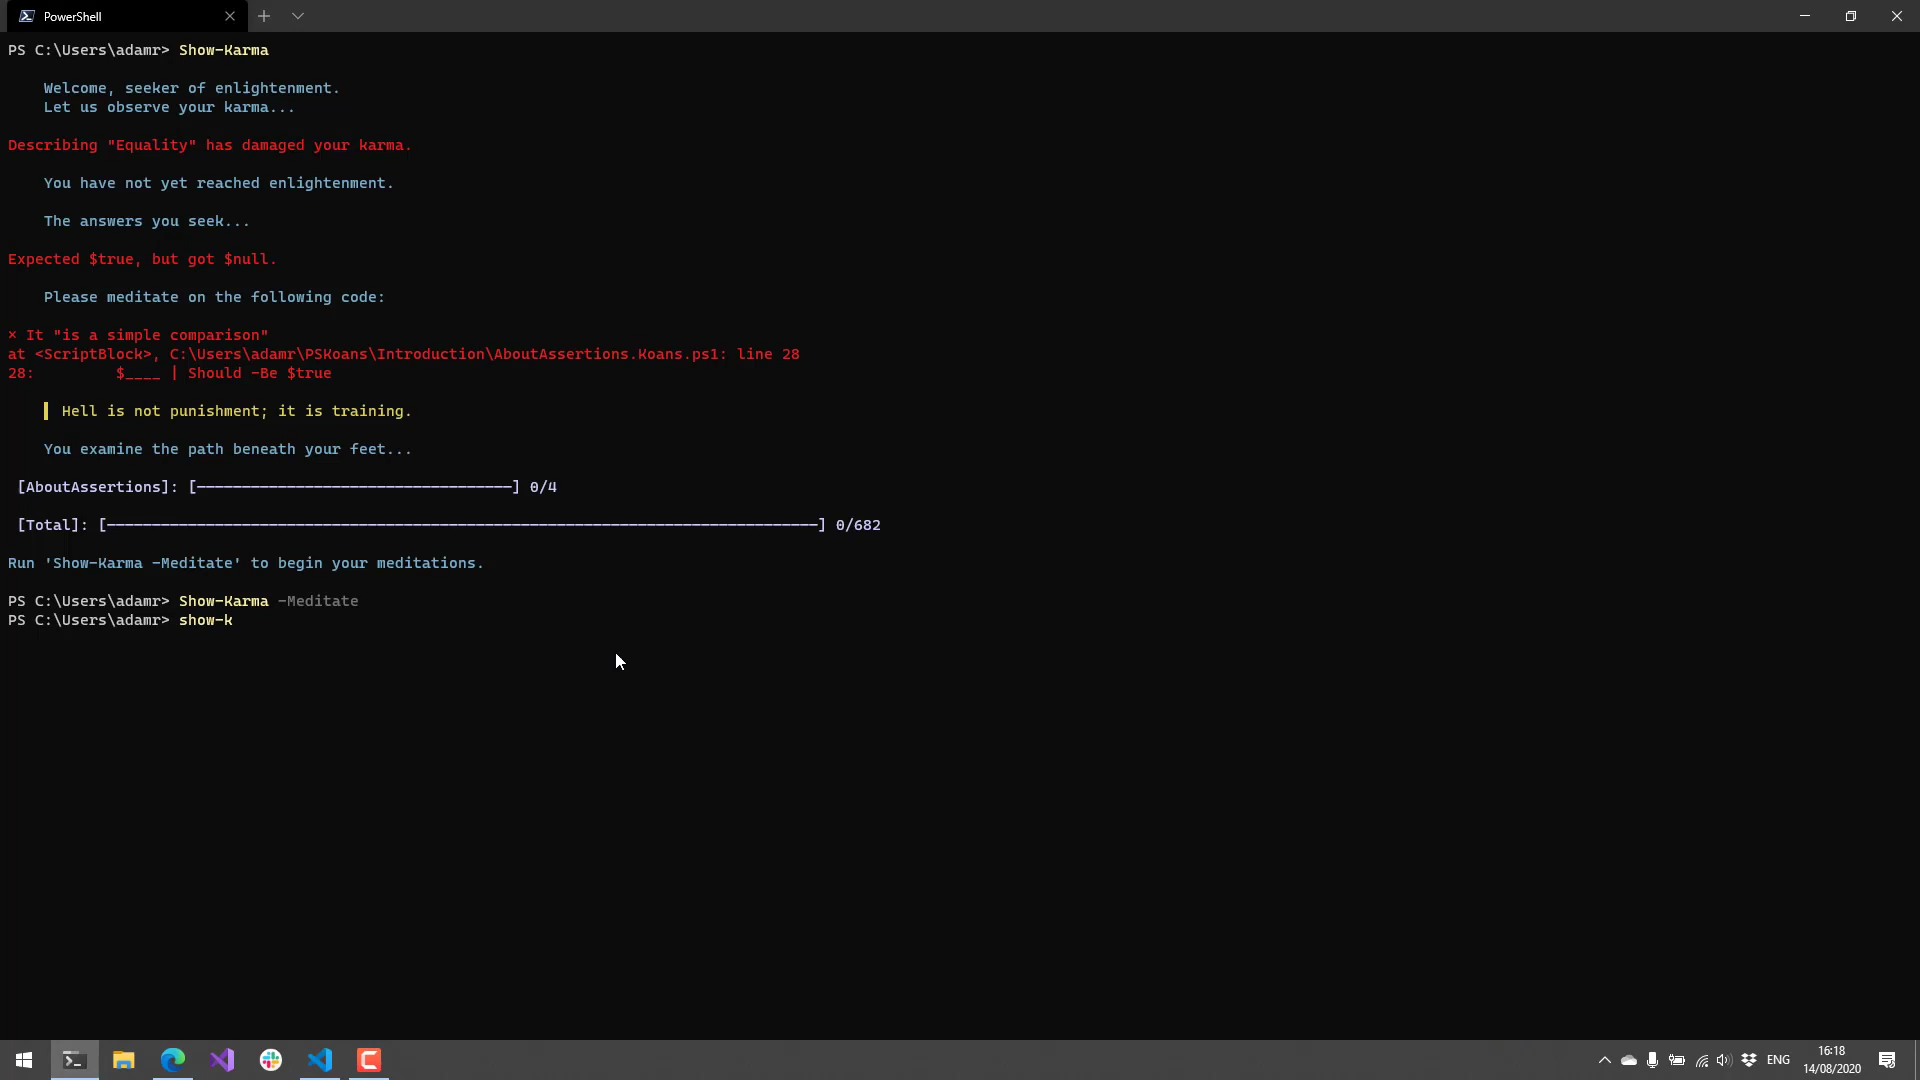 PowerShell
PS C:\Users\adamr> Show-Karma
Welcome, seeker of enlightenment.
Let us observe your karma...
Describing "Equality" has damaged your karma.
You have not yet reached enlightenment.
The answers you seek...
Expected $true, but got $null.
Please meditate on the following code:
× It "is a simple comparison"
at <ScriptBlock>, C:\Users\adamr\PSKoans\Introduction\AboutAssertions.Koans.ps1: line 28
28:         $____ | Should -Be $true
Hell is not punishment; it is training.
You examine the path beneath your feet...
[AboutAssertions]: [———————————————————————————————————] 0/4
[Total]: [———————————————————————————————————————————————————————————————————————————————] 0/682
Run 'Show-Karma -Meditate' to begin your meditations.
PS C:\Users\adamr> Show-Karma -Meditate
PS C:\Users\adamr> show-k
ENG
16:18
14/08/2020